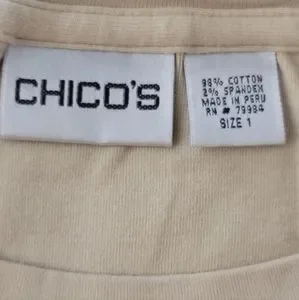 CHICO'S
98% COTTON
2% SPANDEX
MADE IN PERU
RN # 79984
SIZE 1